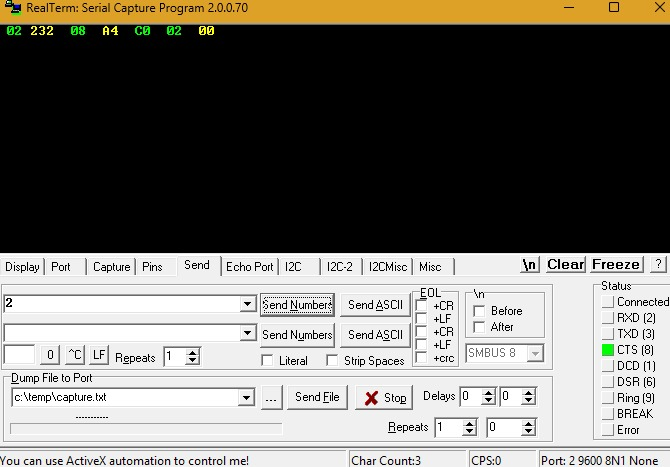 RealTerm: Serial Capture Program 2.0.0.70
02 232 08 A4 C0 02 00
Display Port Capture Pins Send Echo Port I2C I2C-2 I2CMisc Misc \n Clear Freeze ?
2 Send Numbers Send ASCII
Send Numbers Send ASCII
0 ^C LF Repeats 1 Literal Strip Spaces
EOL
+CR
+LF
+CR
+LF
+crc
\n
Before
After
SMBUS 8
Dump File to Port
c:\temp\capture.txt ... Send File Stop Delays 0 0
Repeats 1 0
Status
Connected
RXD (2)
TXD (3)
CTS (8)
DCD (1)
DSR (6)
Ring (9)
BREAK
Error
You can use ActiveX automation to control me! Char Count:3 CPS:0 Port: 2 9600 8N1 None